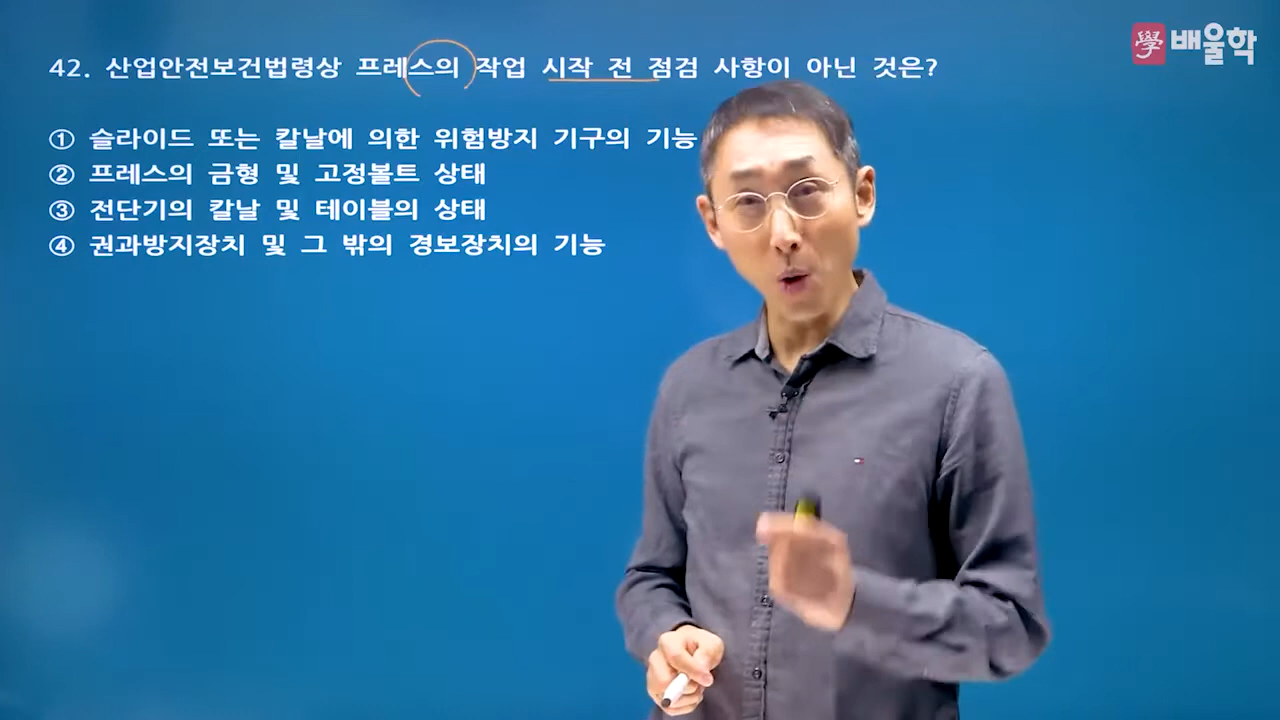 學 배울학
42. 산업안전보건법령상 프레스의 작업 시작 전 점검 사항이 아닌 것은?
① 슬라이드 또는 칼날에 의한 위험방지 기구의 기능
② 프레스의 금형 및 고정볼트 상태
③ 전단기의 칼날 및 테이블의 상태
④ 권과방지장치 및 그 밖의 경보장치의 기능